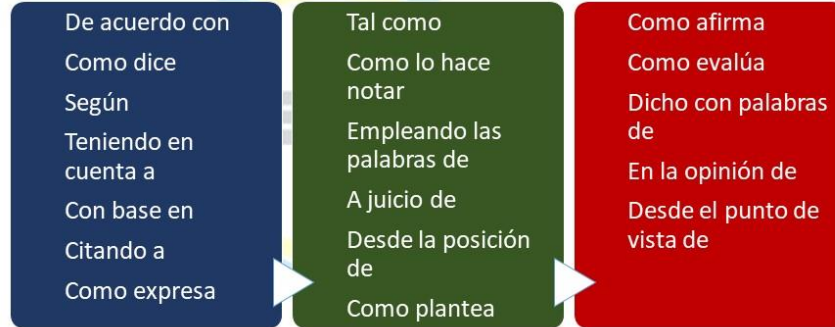 De acuerdo con
Como dice
Según
Teniendo en
cuenta a
Con base en
Citando a
Como expresa
Tal como
Como lo hace
notar
Empleando las
palabras de
A juicio de
Desde la posición
de
Como plantea
Como afirma
Como evalúa
Dicho con palabras
de
En la opinión de
Desde el punto de
vista de